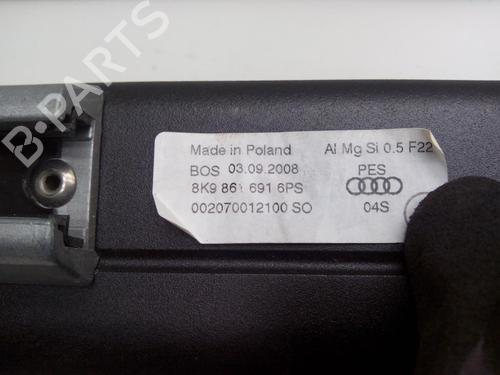 B-PARTS
Made in Poland Al Mg Si 0.5 F22
BOS 03.09.2008 PES
8K9 861 691 6PS
002070012100 SO 04S